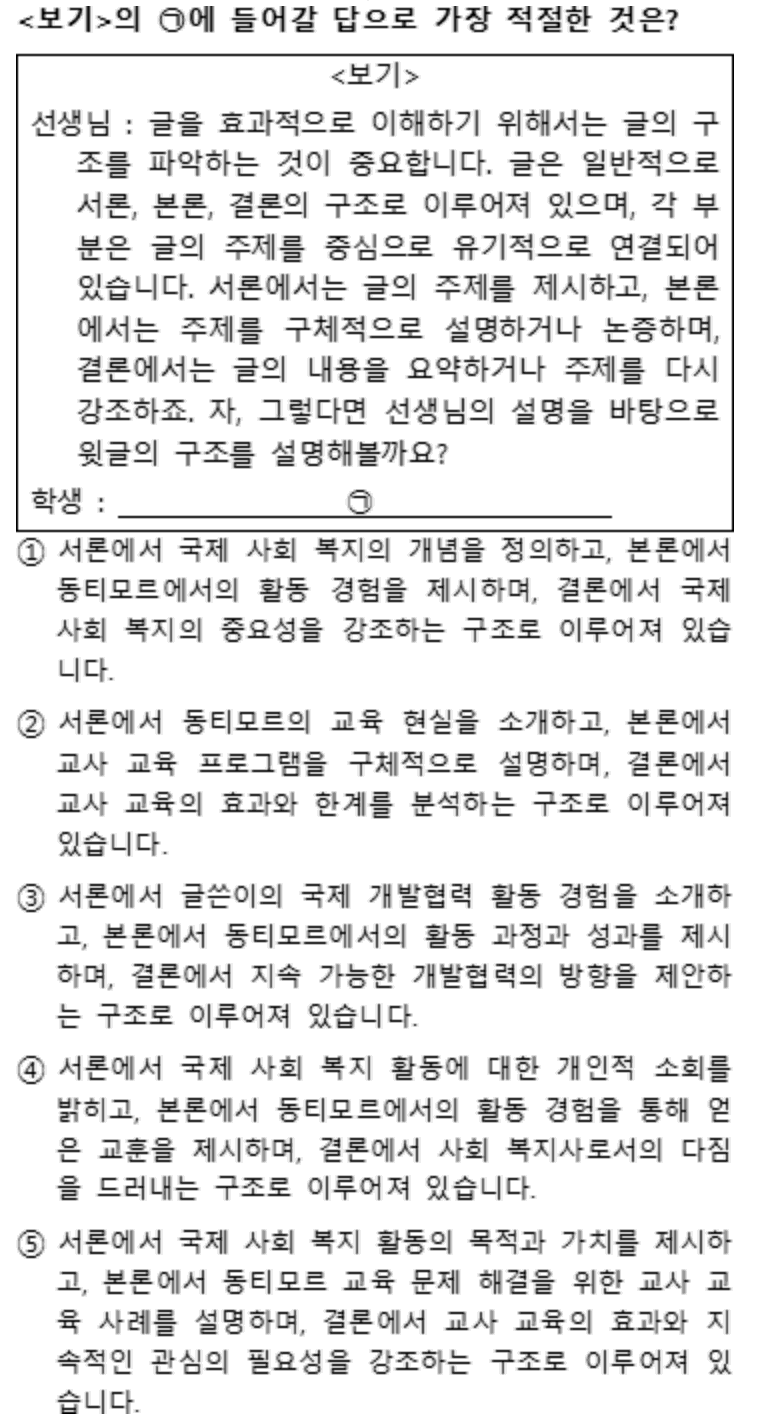 <보기>의 ㉠에 들어갈 답으로 가장 적절한 것은?
<보기>
선생님 : 글을 효과적으로 이해하기 위해서는 글의 구
조를 파악하는 것이 중요합니다. 글은 일반적으로
서론, 본론, 결론의 구조로 이루어져 있으며, 각 부
분은 글의 주제를 중심으로 유기적으로 연결되어
있습니다. 서론에서는 글의 주제를 제시하고, 본론
에서는 주제를 구체적으로 설명하거나 논증하며,
결론에서는 글의 내용을 요약하거나 주제를 다시
강조하죠. 자, 그렇다면 선생님의 설명을 바탕으로
윗글의 구조를 설명해볼까요?
학생 : ㉠
① 서론에서 국제 사회 복지의 개념을 정의하고, 본론에서
동티모르에서의 활동 경험을 제시하며, 결론에서 국제
사회 복지의 중요성을 강조하는 구조로 이루어져 있습
니다.
② 서론에서 동티모르의 교육 현실을 소개하고, 본론에서
교사 교육 프로그램을 구체적으로 설명하며, 결론에서
교사 교육의 효과와 한계를 분석하는 구조로 이루어져
있습니다.
③ 서론에서 글쓴이의 국제 개발협력 활동 경험을 소개하
고, 본론에서 동티모르에서의 활동 과정과 성과를 제시
하며, 결론에서 지속 가능한 개발협력의 방향을 제안하
는 구조로 이루어져 있습니다.
④ 서론에서 국제 사회 복지 활동에 대한 개인적 소회를
밝히고, 본론에서 동티모르에서의 활동 경험을 통해 얻
은 교훈을 제시하며, 결론에서 사회 복지사로서의 다짐
을 드러내는 구조로 이루어져 있습니다.
⑤ 서론에서 국제 사회 복지 활동의 목적과 가치를 제시하
고, 본론에서 동티모르 교육 문제 해결을 위한 교사 교
육 사례를 설명하며, 결론에서 교사 교육의 효과와 지
속적인 관심의 필요성을 강조하는 구조로 이루어져 있
습니다.